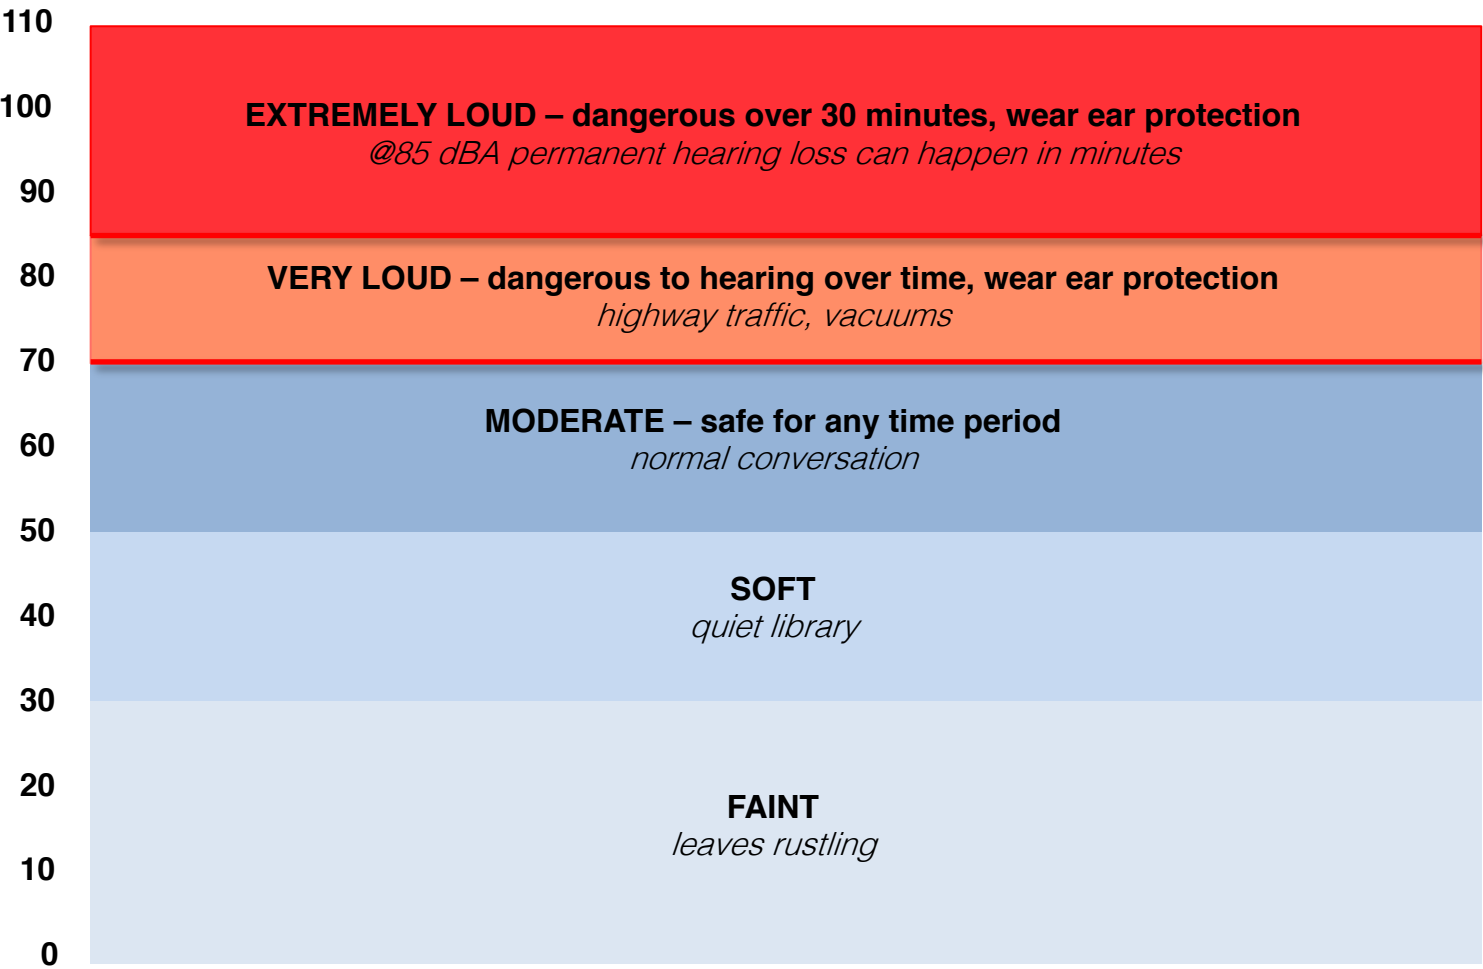 110
100
EXTREMELY LOUD – dangerous over 30 minutes, wear ear protection
@85 dBA permanent hearing loss can happen in minutes
90
80
VERY LOUD – dangerous to hearing over time, wear ear protection
highway traffic, vacuums
70
MODERATE – safe for any time period
60
normal conversation
50
SOFT
40
quiet library
30
20
FAINT
leaves rustling
10
0